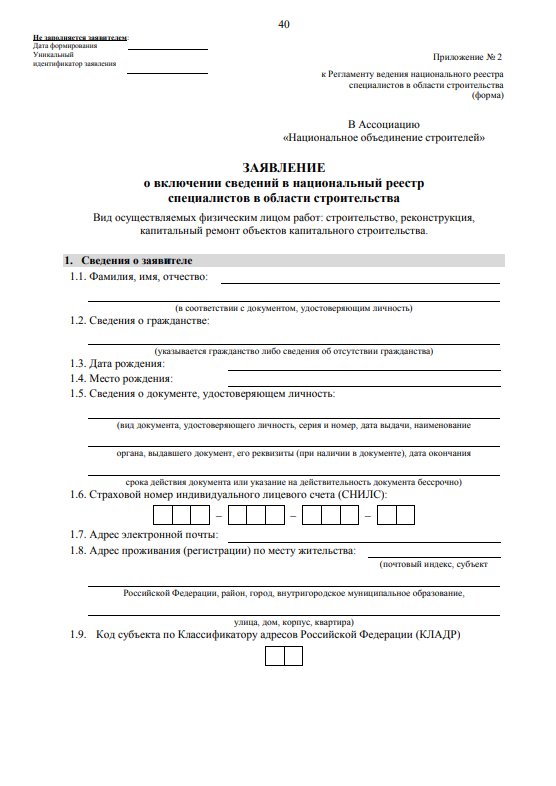 40
Не заполняется заявителем:
Дата формирования
Уникальный
идентификатор заявления
Приложение № 2
к Регламенту ведения национального реестра
специалистов в области строительства
(форма)
В Ассоциацию
«Национальное объединение строителей»
ЗАЯВЛЕНИЕ
о включении сведений в национальный реестр
специалистов в области строительства
Вид осуществляемых физическим лицом работ: строительство, реконструкция,
капитальный ремонт объектов капитального строительства.
1. Сведения о заявителе
1.1. Фамилия, имя, отчество:
(в соответствии с документом, удостоверяющим личность)
1.2. Сведения о гражданстве:
(указывается гражданство либо сведения об отсутствии гражданства)
1.3. Дата рождения:
1.4. Место рождения:
1.5. Сведения о документе, удостоверяющем личность:
(вид документа, удостоверяющего личность, серия и номер, дата выдачи, наименование
органа, выдавшего документ, его реквизиты (при наличии в документе), дата окончания
срока действия документа или указание на действительность документа бессрочно)
1.6. Страховой номер индивидуального лицевого счета (СНИЛС):
– – –
1.7. Адрес электронной почты:
1.8. Адрес проживания (регистрации) по месту жительства:
(почтовый индекс, субъект
Российской Федерации, район, город, внутригородское муниципальное образование,
улица, дом, корпус, квартира)
1.9. Код субъекта по Классификатору адресов Российской Федерации (КЛАДР)